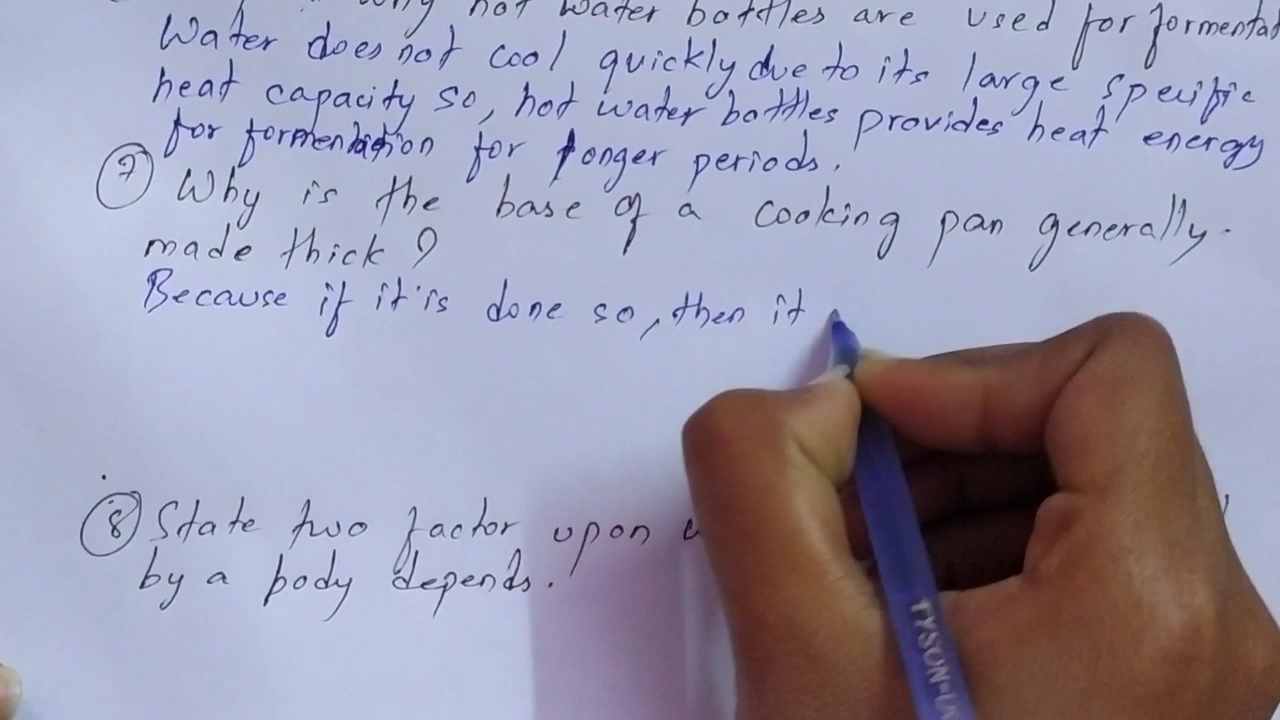 hot water bottles are used for formentat
Water does not cool quickly due to its large specific
heat capacity so, hot water bottles provides heat energy
for formentation for longer periods.
7 Why is the base of a cooking pan generally.
made thick?
Because if it is done so, then it
8 State two factor upon
by a body depends.
TYSON